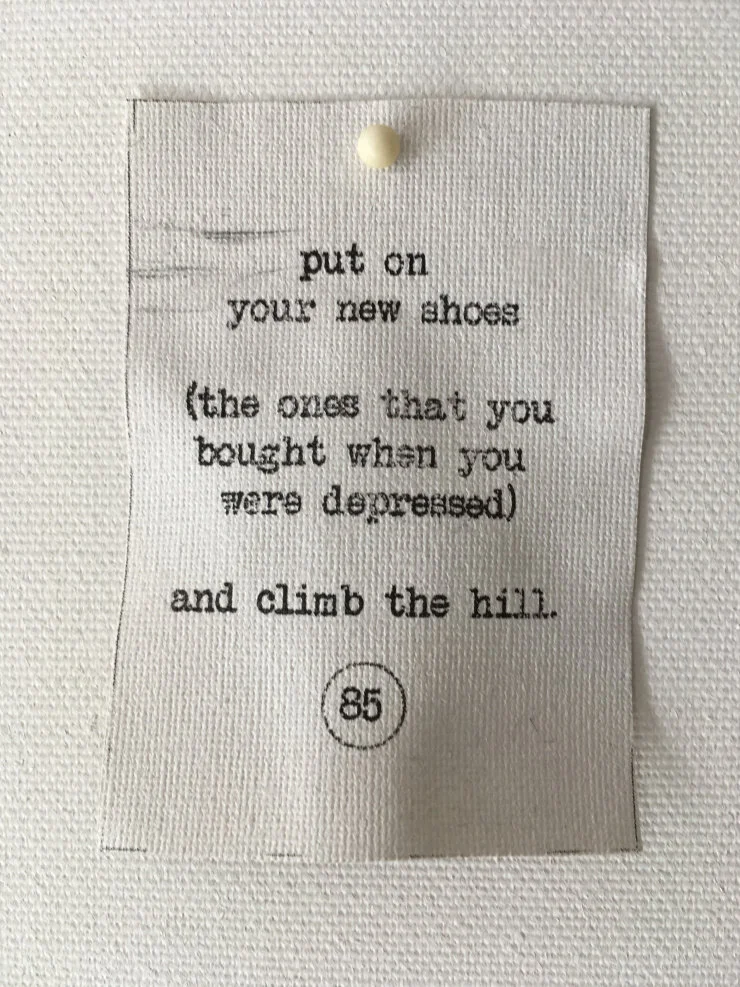 put on
your new shoes
(the ones that you
bought when you
were depressed)
and climb the hill.
85